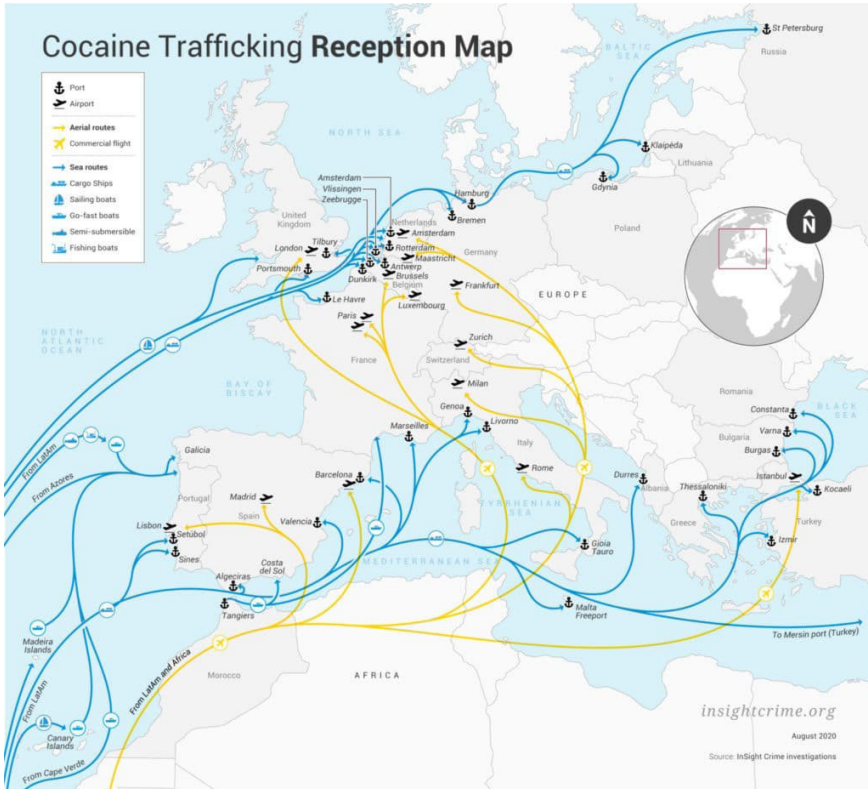 Cocaine Trafficking Reception Map
Port
Airport
Aerial routes
Commercial flight
Sea routes
Cargo Ships
Sailing boats
Go-fast boats
Semi-submersible
Fishing boats
St Petersburg
Russia
BALTIC
SEA
NORTH SEA
Klaipéda
Lithuania
Gdynia
Amsterdam
Vlissingen
Zeebrugge
Hamburg
Bremen
Netherlands
Amsterdam
United
Kingdom
London
Tilbury
Rotterdam
Maastricht
Germany
Poland
Portsmouth
Dunkirk
Antwerp
Brussels
Belgium
Frankfurt
Le Havre
Luxembourg
EUROPE
N
NORTH
ATLANTIC
OCEAN
Paris
France
Zurich
Switzerland
BAY OF
BISCAY
Milan
Genoa
Livorno
Romania
Constanta
BLACK
SEA
Marseilles
Italy
Bulgaria
Varna
Burgas
From LatAm
Galicia
From Azores
Barcelona
Rome
Durres
Albania
Thessaloniki
Istanbul
Kocaeli
Portugal
Madrid
Spain
TYRRHENIAN
SEA
Greece
Turkey
Lisbon
Setúbol
Sines
Valencia
Izmir
Costa
del Sol
MEDITERRANEAN SEA
Gioia
Tauro
Algeciras
Tangiers
Malta
Freeport
Madeira
Islands
To Mersin port (Turkey)
From LatAm
From LatAm and Africa
Morocco
AFRICA
Canary
Islands
From Cape Verde
insightcrime.org
August 2020
Source: InSight Crime investigations